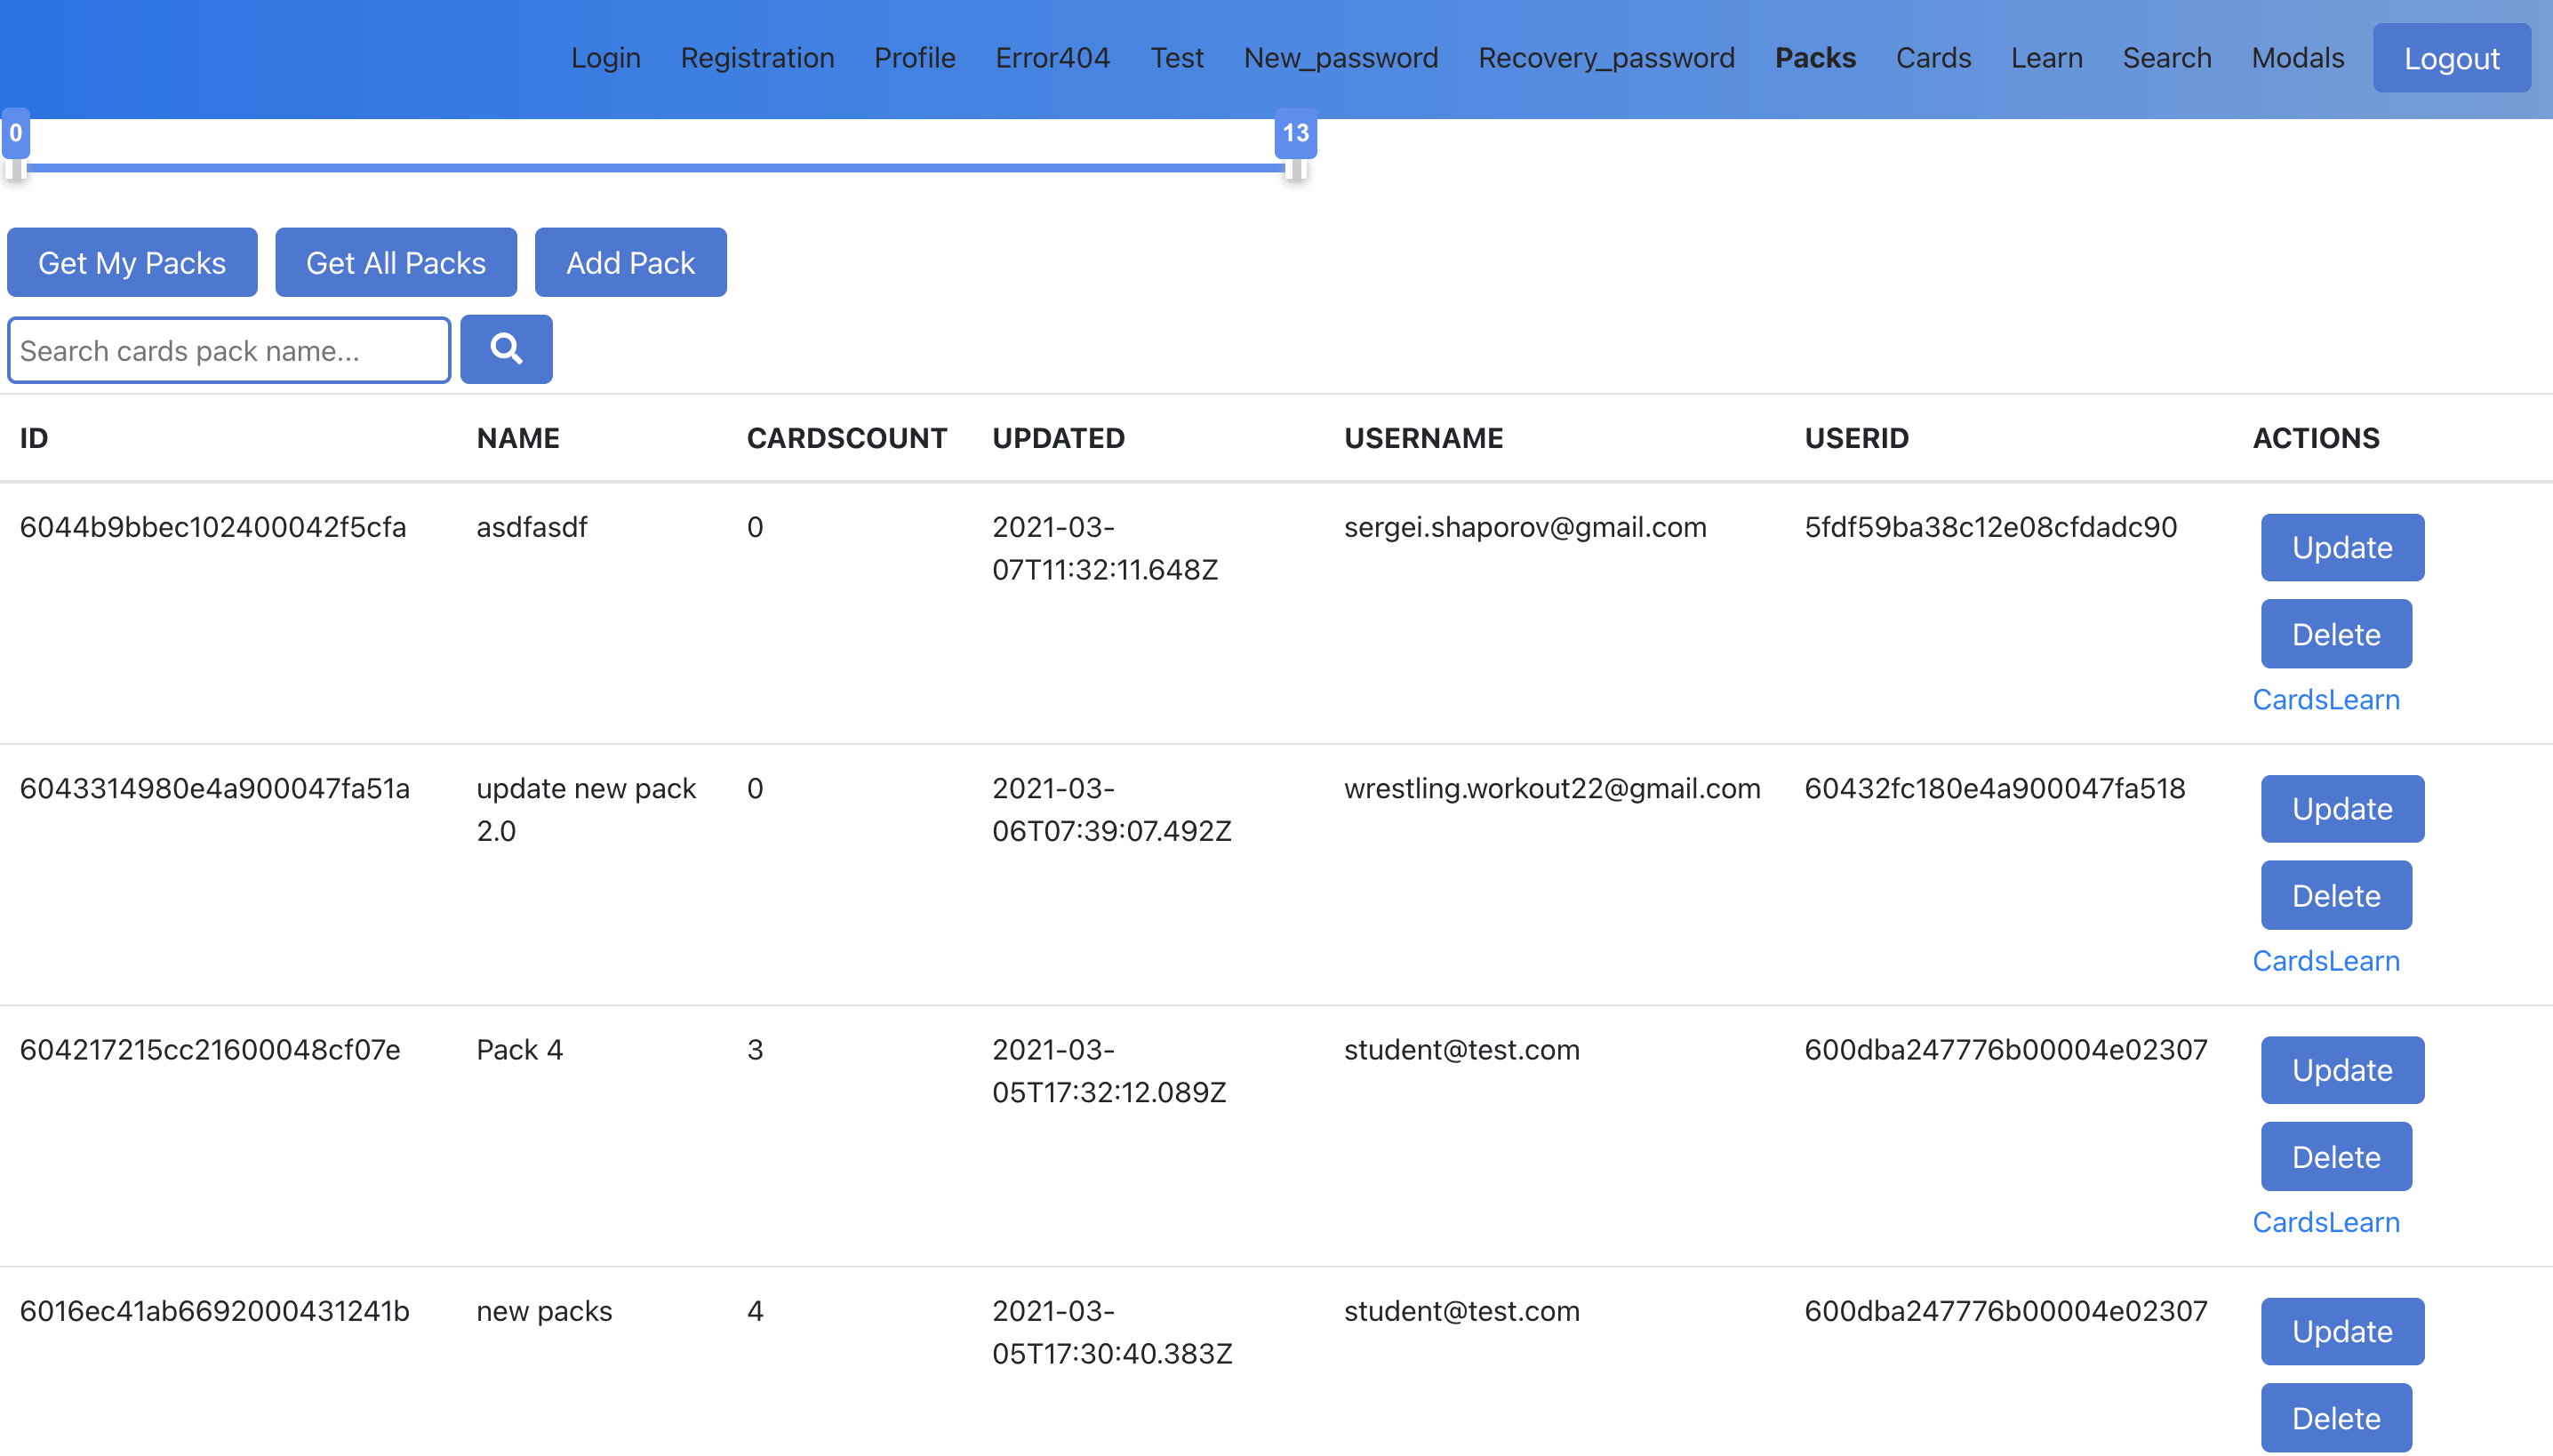 Login Registration Profile Error404 Test New_password Recovery_password Packs Cards Learn Search Modals Logout
0 13
Get My Packs Get All Packs Add Pack
Search cards pack name...
ID NAME CARDSCOUNT UPDATED USERNAME USERID ACTIONS
6044b9bbec102400042f5cfa asdfasdf 0 2021-03- sergei.shaporov@gmail.com 5fdf59ba38c12e08cfdadc90 Update
07T11:32:11.648Z
Delete
CardsLearn
6043314980e4a900047fa51a update new pack 0 2021-03- wrestling.workout22@gmail.com 60432fc180e4a900047fa518 Update
2.0 06T07:39:07.492Z
Delete
CardsLearn
604217215cc21600048cf07e Pack 4 3 2021-03- student@test.com 600dba247776b00004e02307 Update
05T17:32:12.089Z
Delete
CardsLearn
6016ec41ab6692000431241b new packs 4 2021-03- student@test.com 600dba247776b00004e02307 Update
05T17:30:40.383Z
Delete